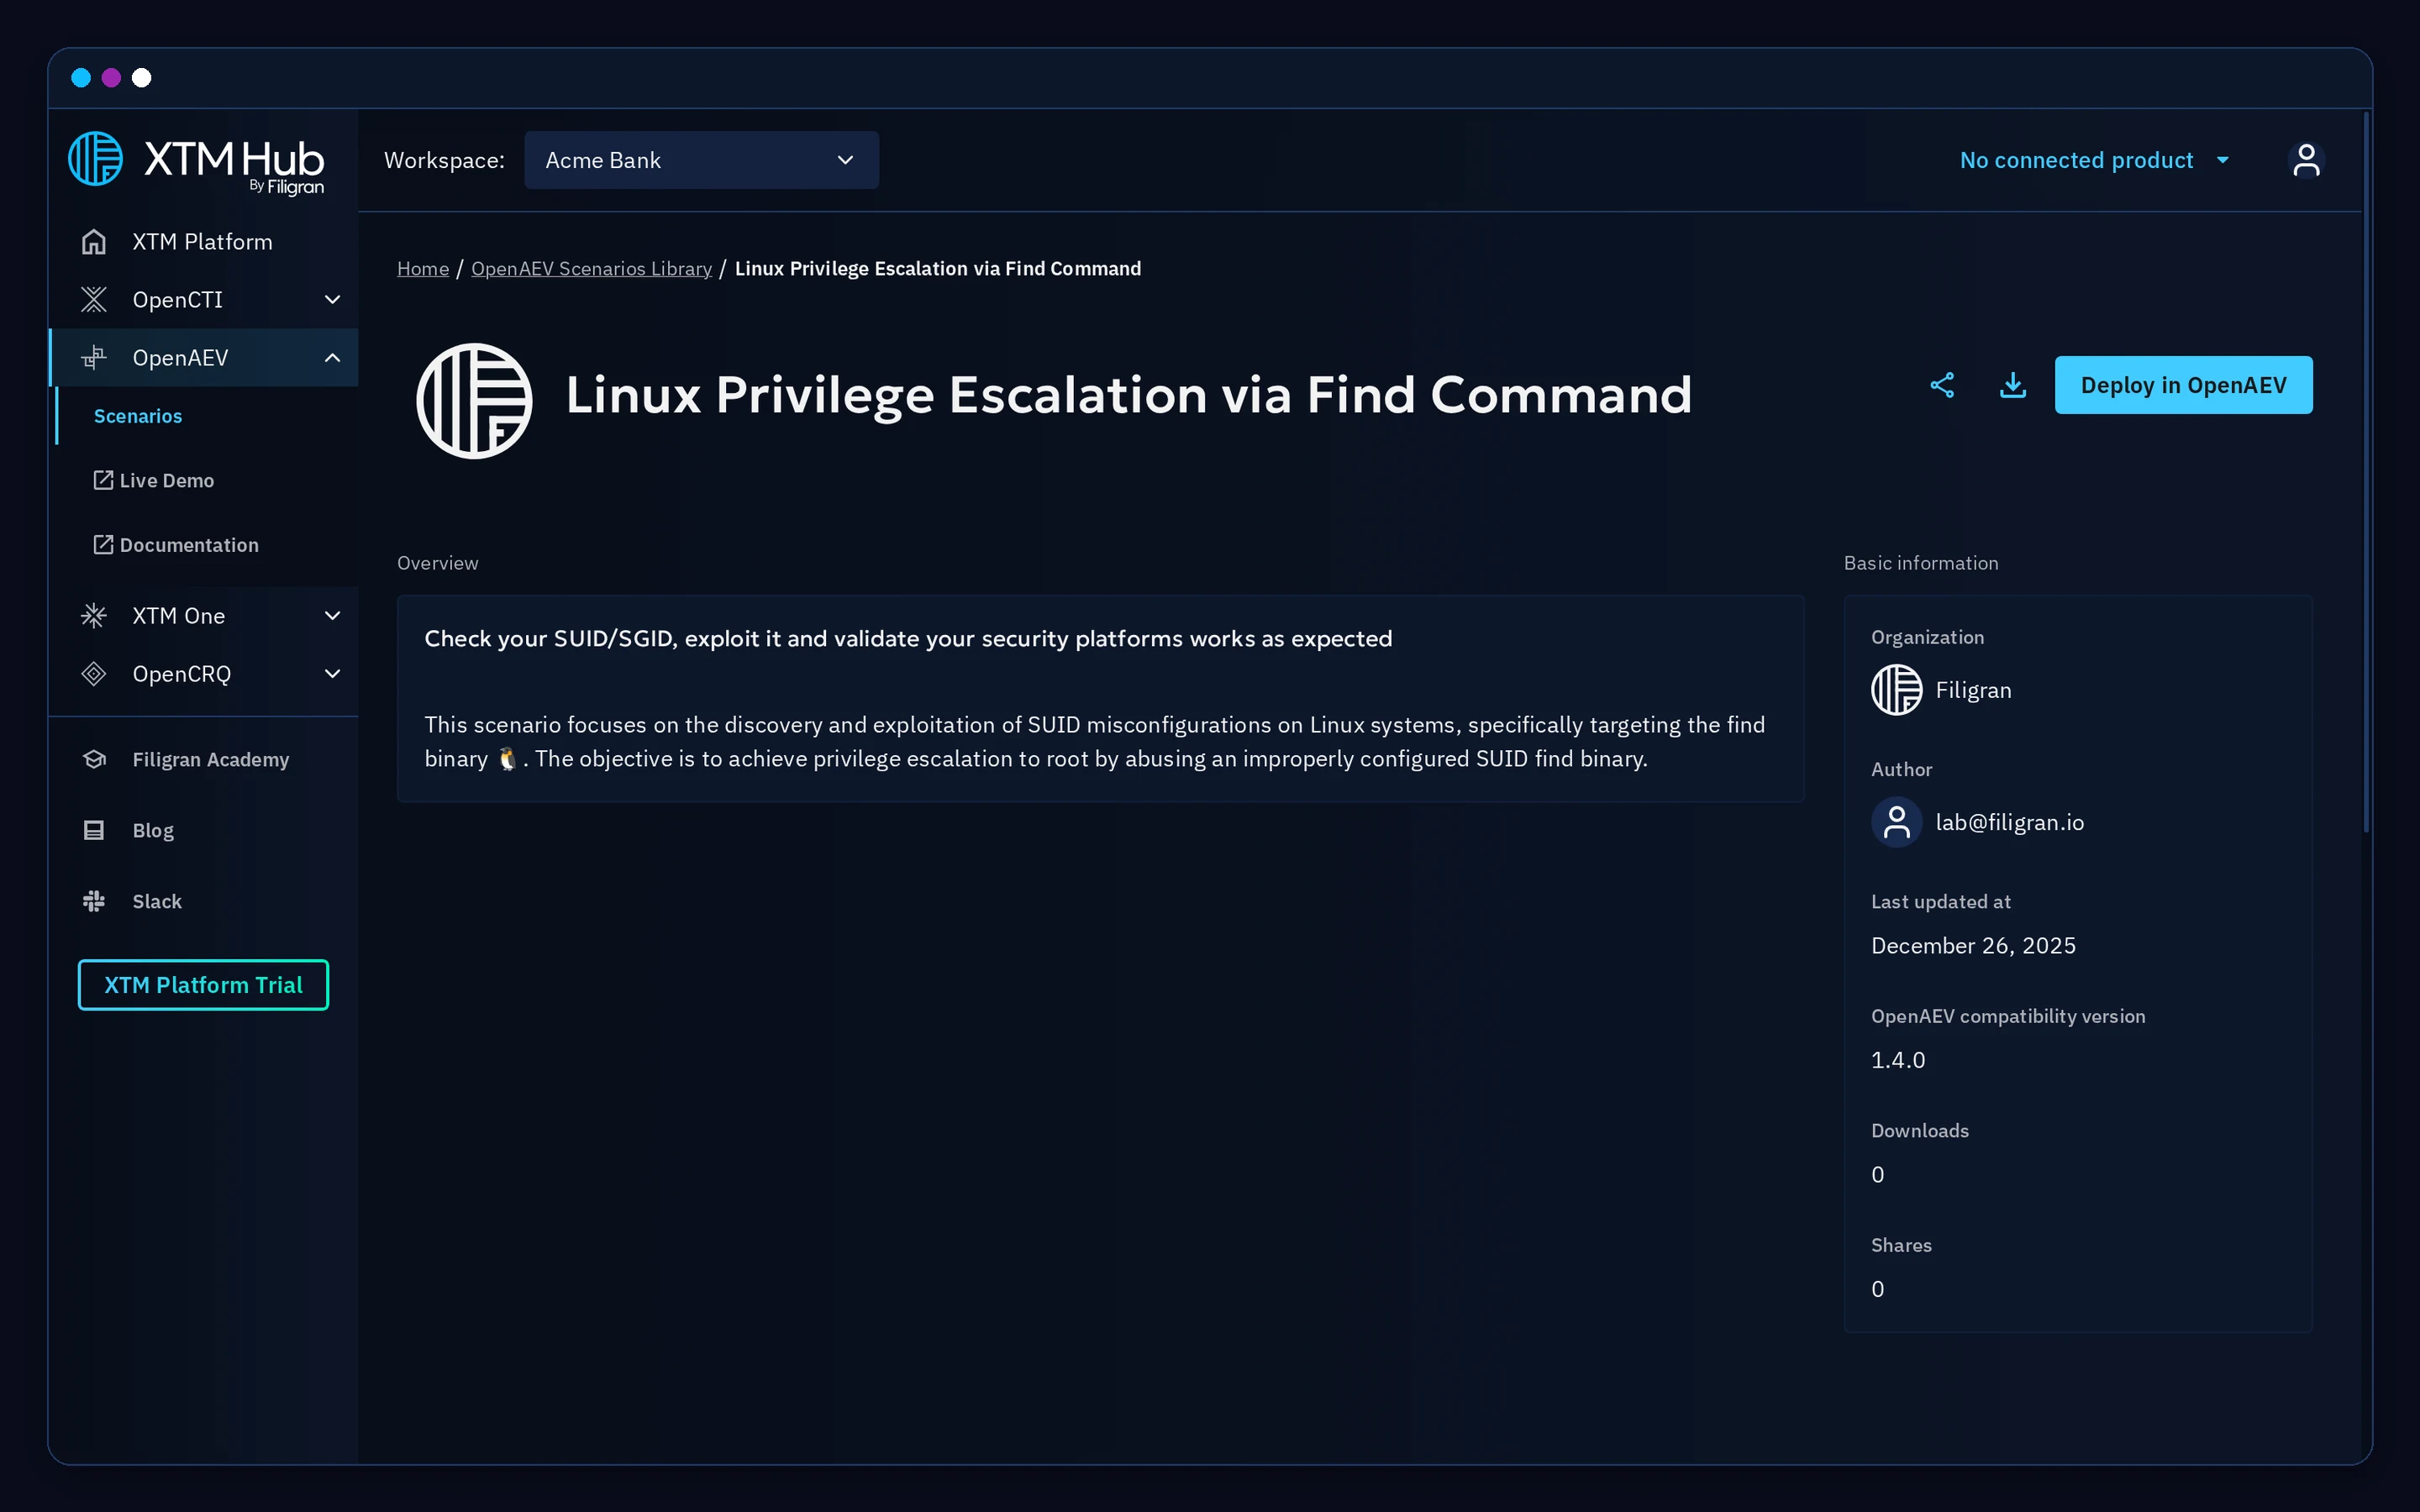 XTM Hub
By Filigran
Workspace:
Acme Bank
No connected product
XTM Platform
OpenCTI
OpenAEV
Scenarios
Live Demo
Documentation
XTM One
OpenCRQ
Filigran Academy
Blog
Slack
XTM Platform Trial
Home / OpenAEV Scenarios Library / Linux Privilege Escalation via Find Command
Linux Privilege Escalation via Find Command
Deploy in OpenAEV
Overview
Check your SUID/SGID, exploit it and validate your security platforms works as expected
This scenario focuses on the discovery and exploitation of SUID misconfigurations on Linux systems, specifically targeting the find
binary 🐧. The objective is to achieve privilege escalation to root by abusing an improperly configured SUID find binary.
Basic information
Organization
Filigran
Author
lab@filigran.io
Last updated at
December 26, 2025
OpenAEV compatibility version
1.4.0
Downloads
0
Shares
0